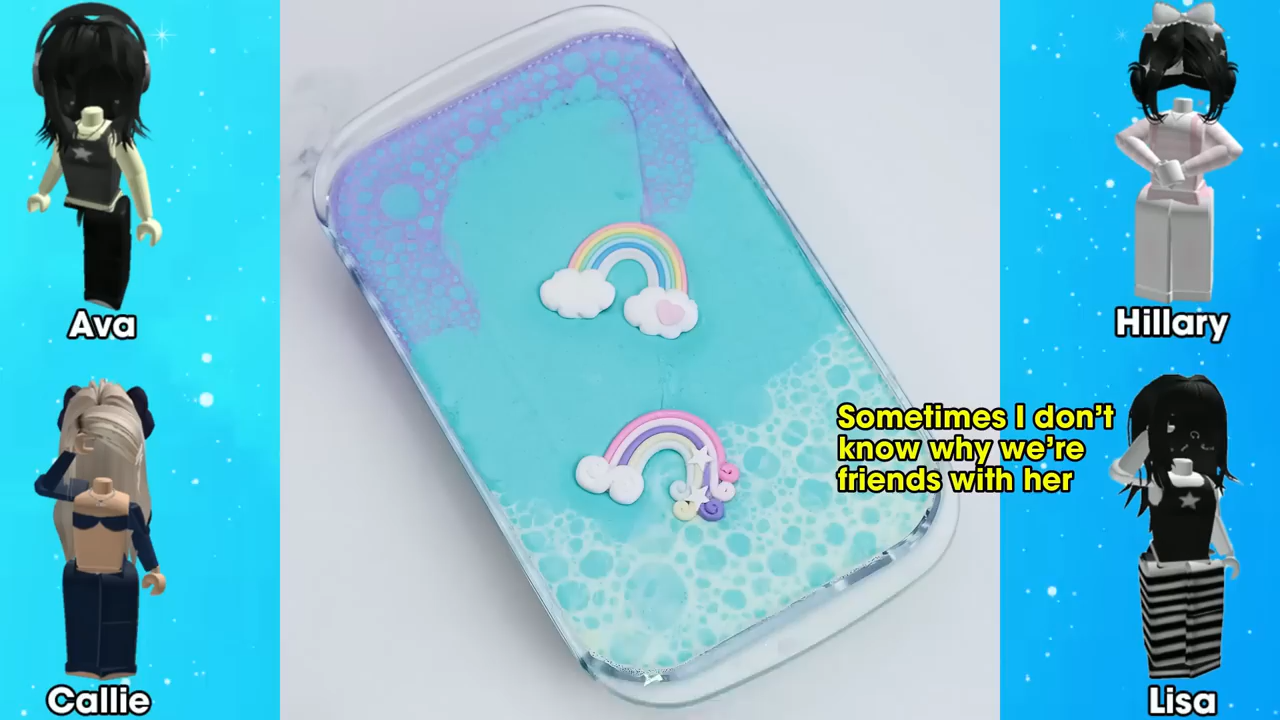 Ava
Hillary
Sometimes I don't
know why we're
friends with her
Callie
Lisa